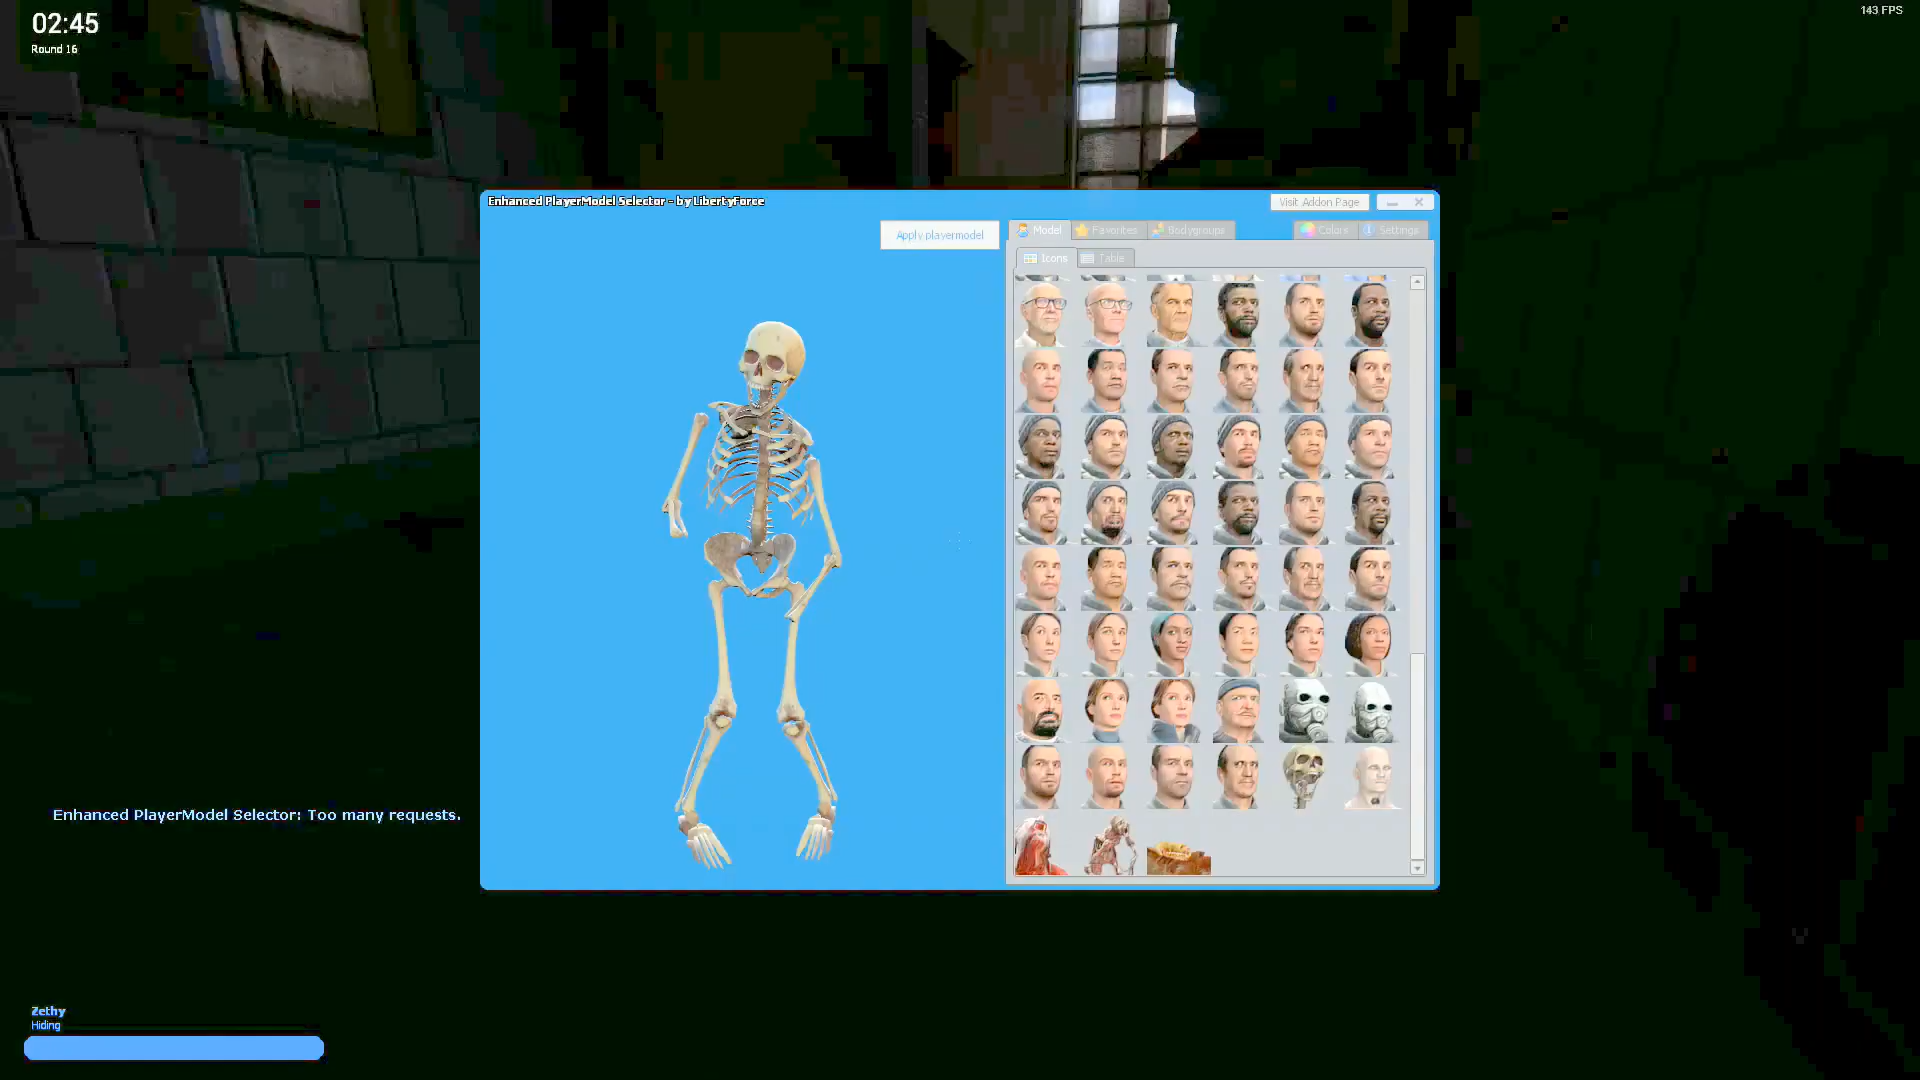 02:45
Round 16
143 FPS
Enhanced PlayerModel Selector - by LibertyForce
Visit Addon Page
Apply playermodel
Model
Favorites
Bodygroups
Colors
Settings
Icons
Table
Enhanced PlayerModel Selector: Too many requests.
Zethy
Hiding